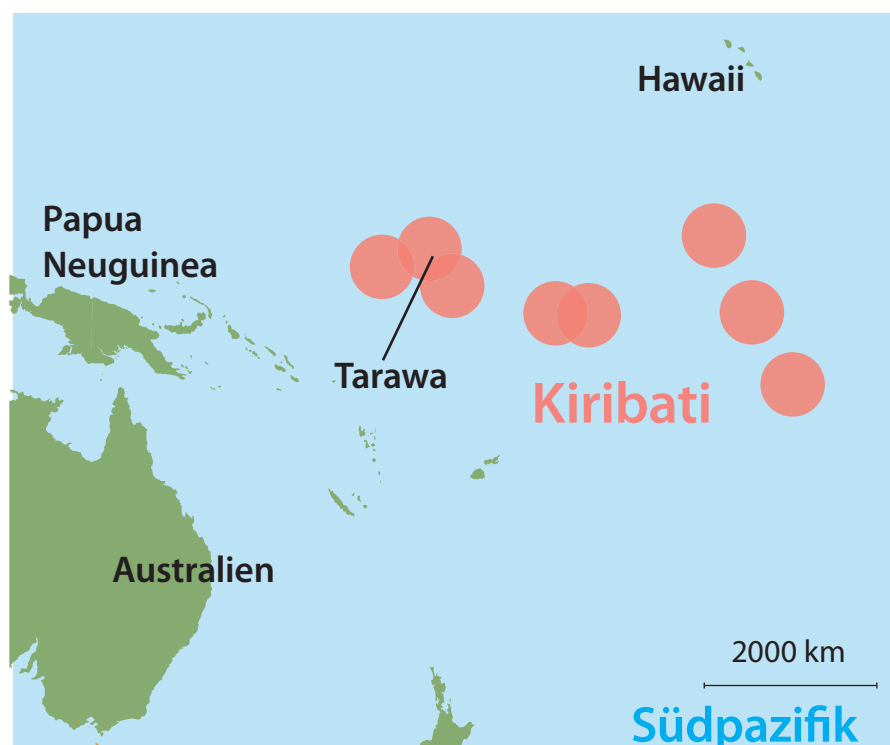 Hawaii
Papua
Neuguinea
Tarawa
Kiribati
Australien
2000 km
Südpazifik